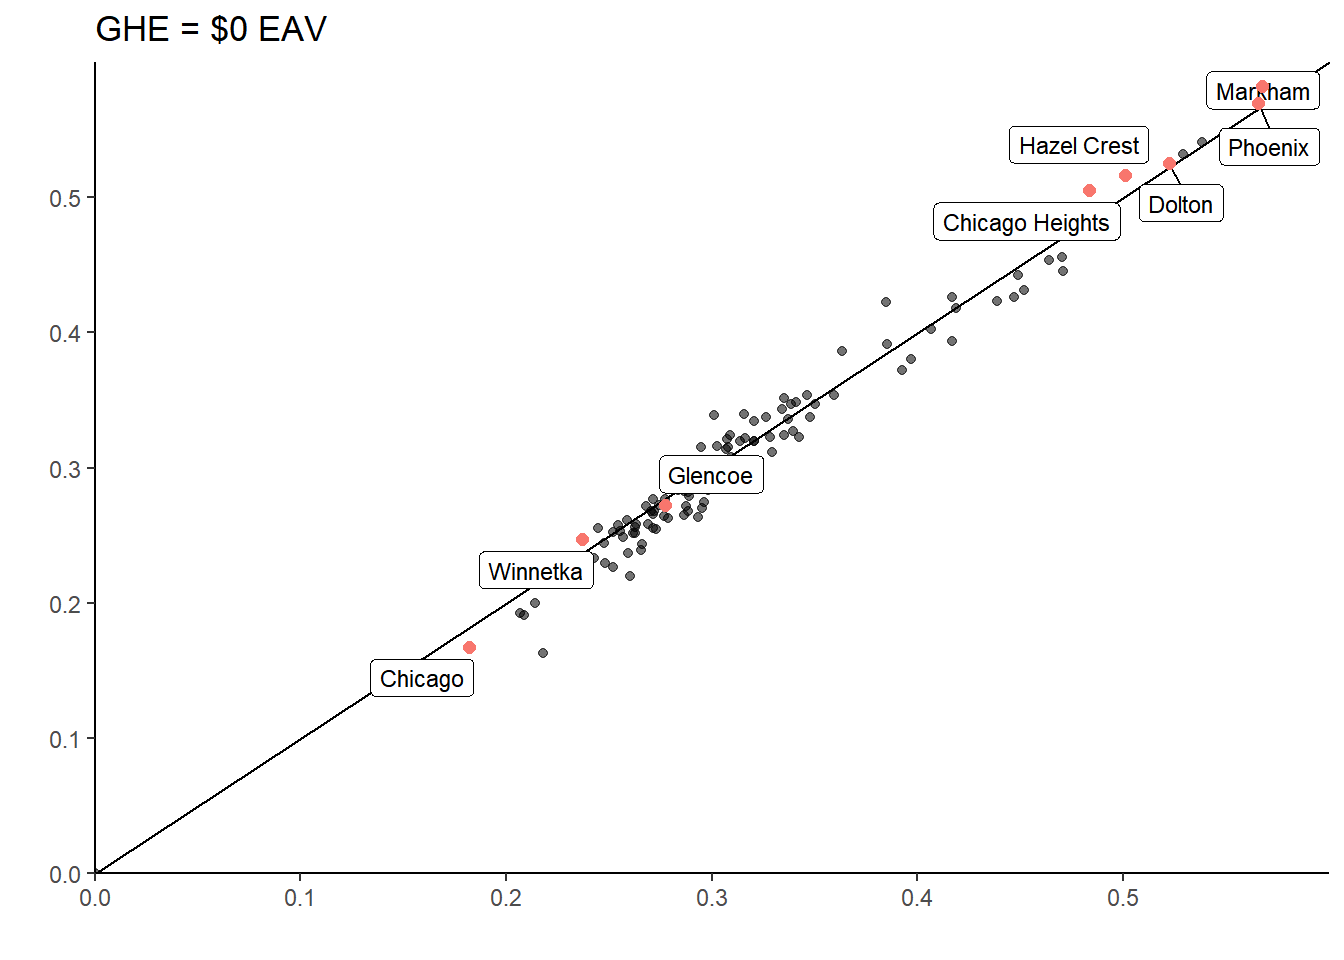 GHE = $0 EAV
Markham
Phoenix
Hazel Crest
Dolton
Chicago Heights
Glencoe
Winnetka
Chicago
0.5
0.4
0.3
0.2
0.1
0.0
0.0 0.1 0.2 0.3 0.4 0.5